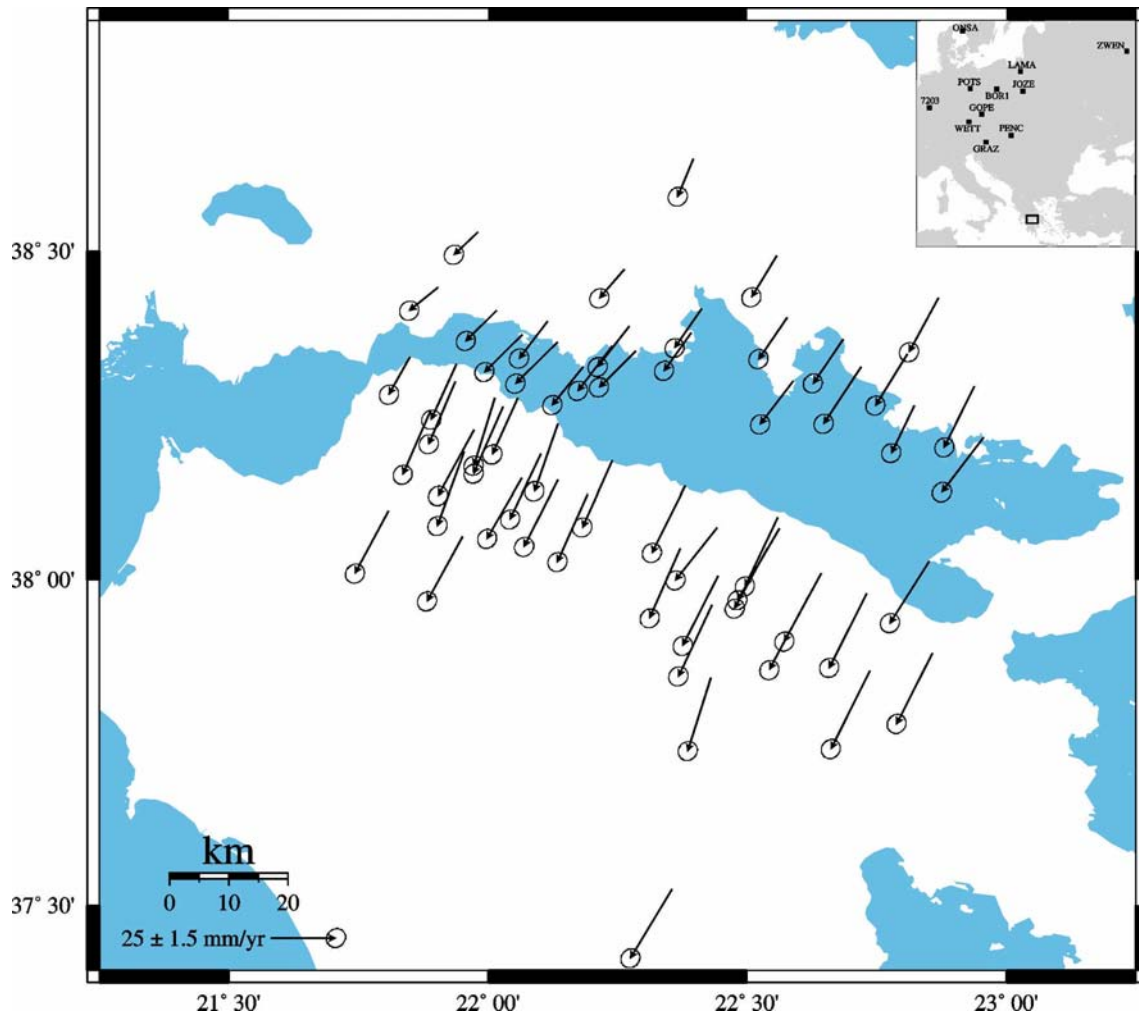 ONSA
ZWEN
LAMA
POTS
JOZE
BOR1
7203
GOPE
WETT
PENC
GRAZ
38° 30'
38° 00'
37° 30'
km
0 10 20
25 ± 1.5 mm/yr
21° 30' 22° 00' 22° 30' 23° 00'